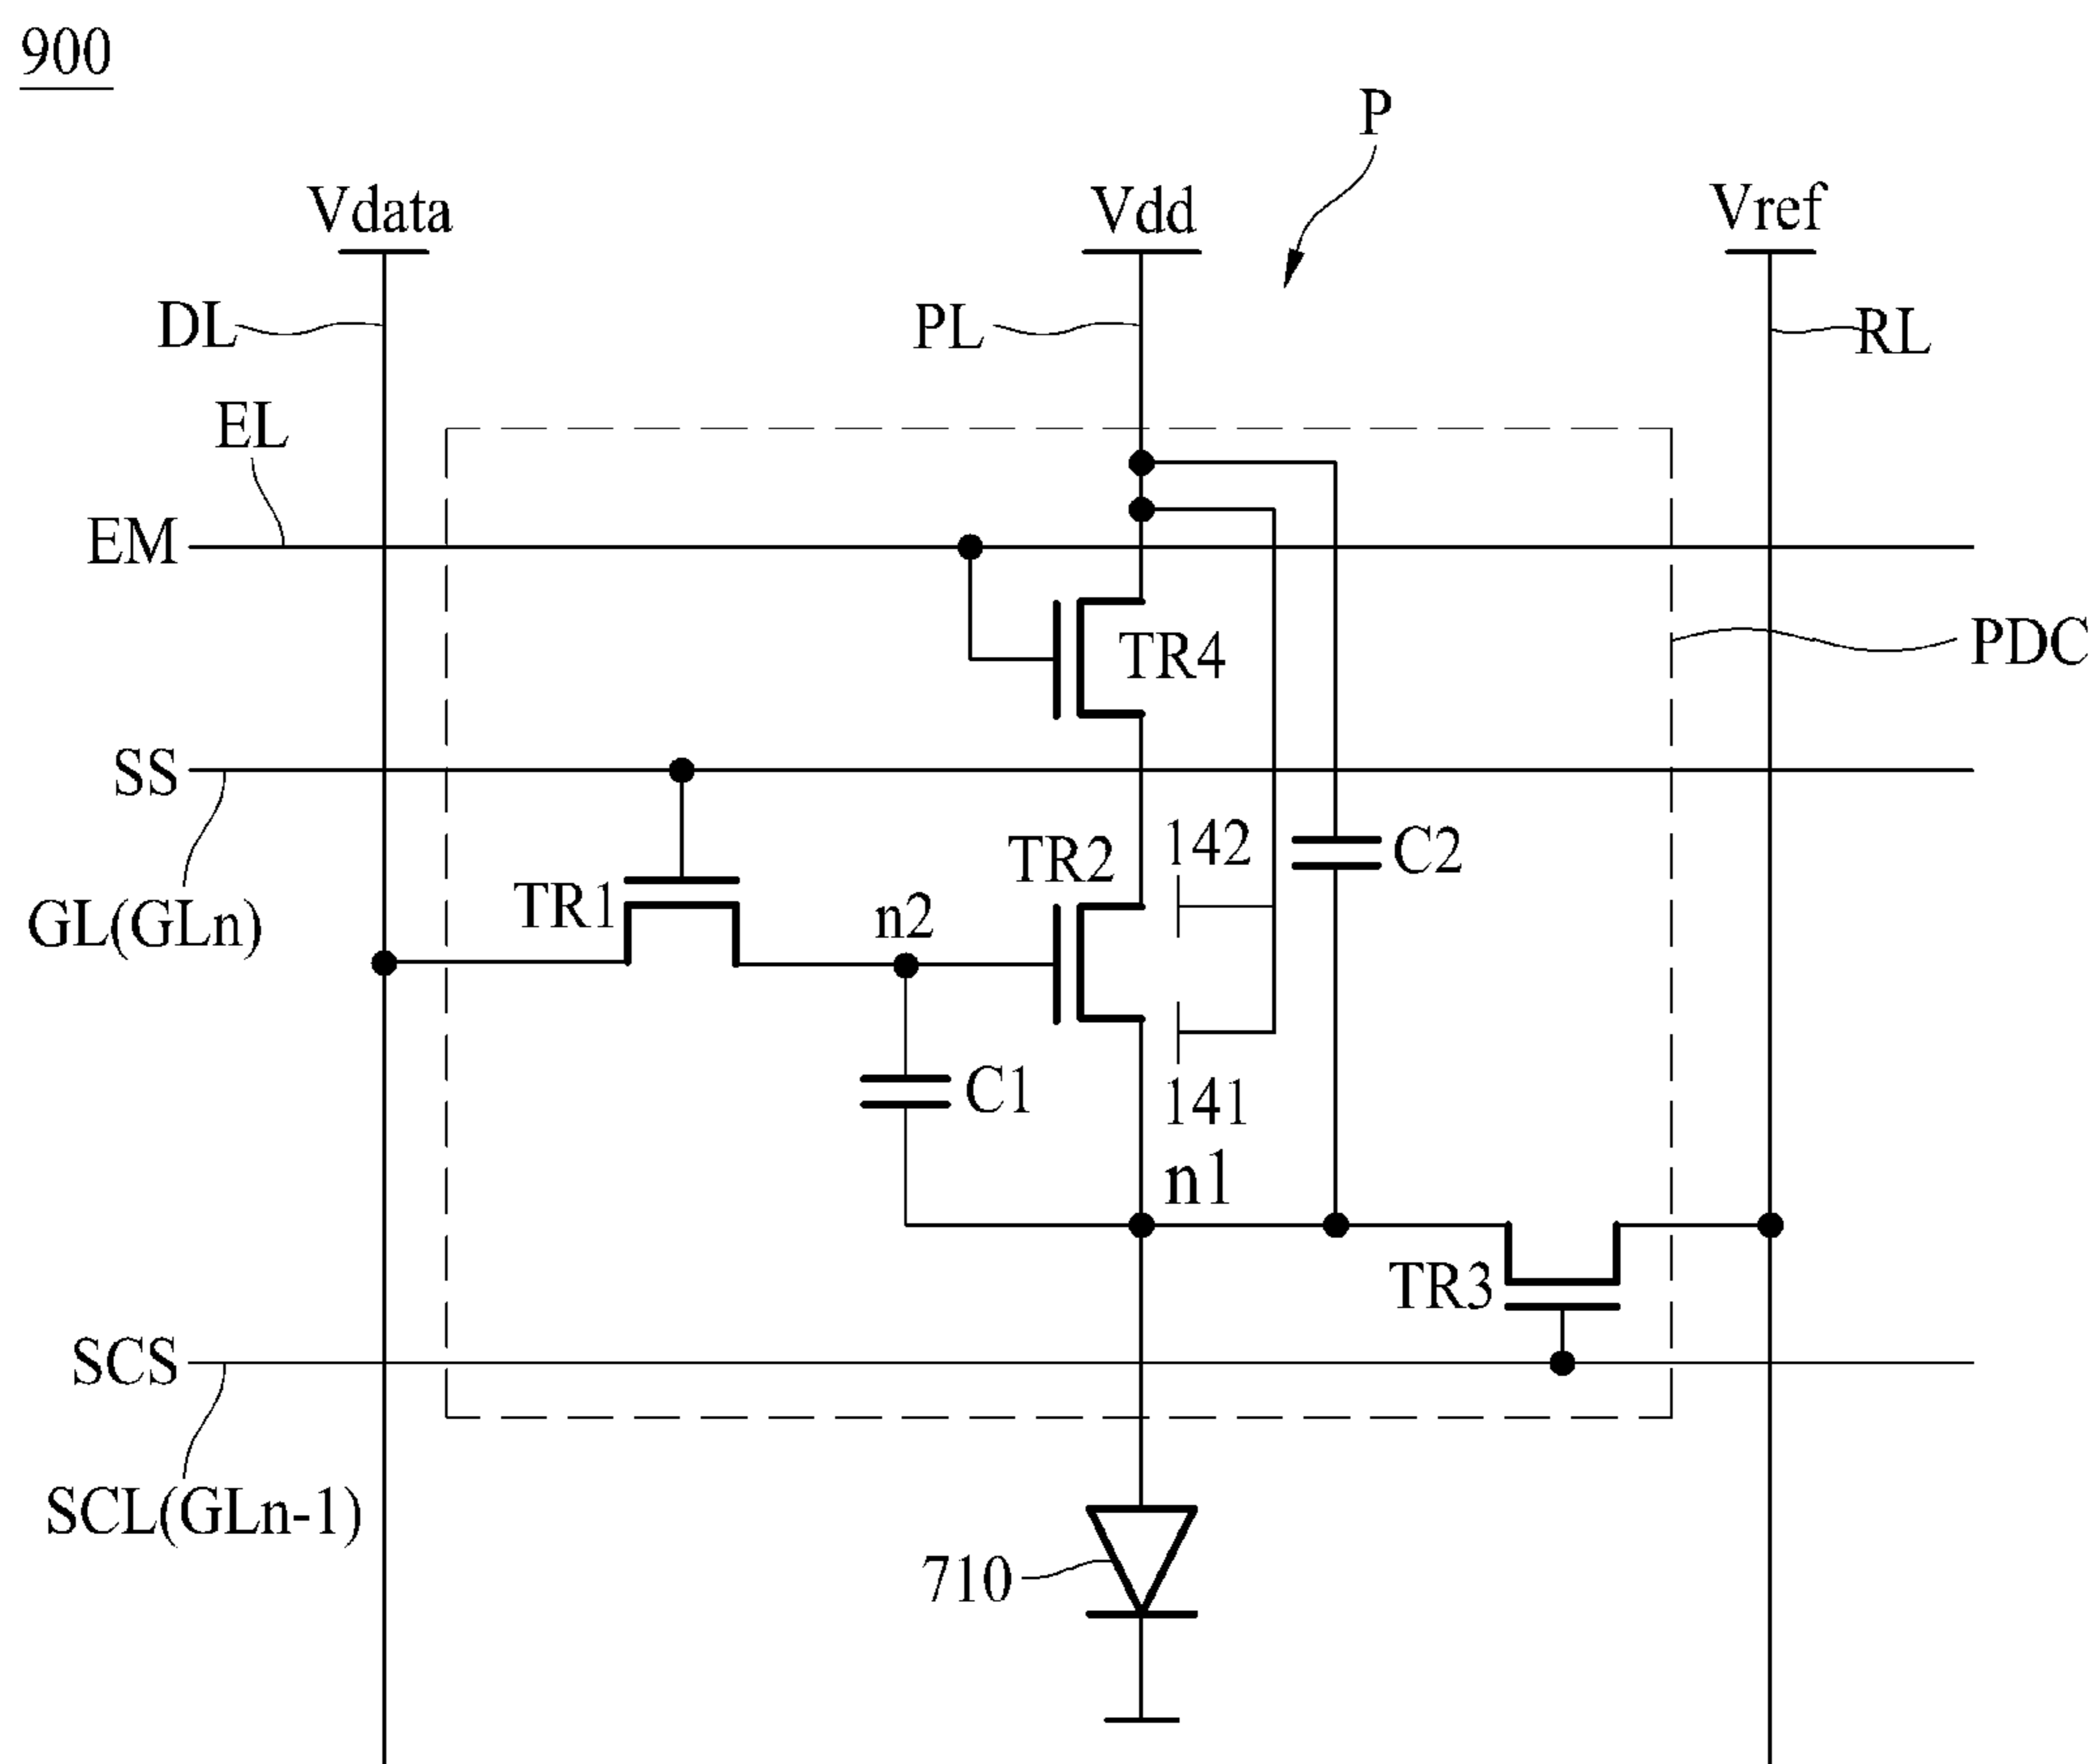 900
P
Vdata
Vdd
Vref
DL
PL
RL
EL
EM
TR4
PDC
SS
TR2
142
C2
TR1
n2
GL(GLn)
C1
141
n1
TR3
SCS
SCL(GLn-1)
710